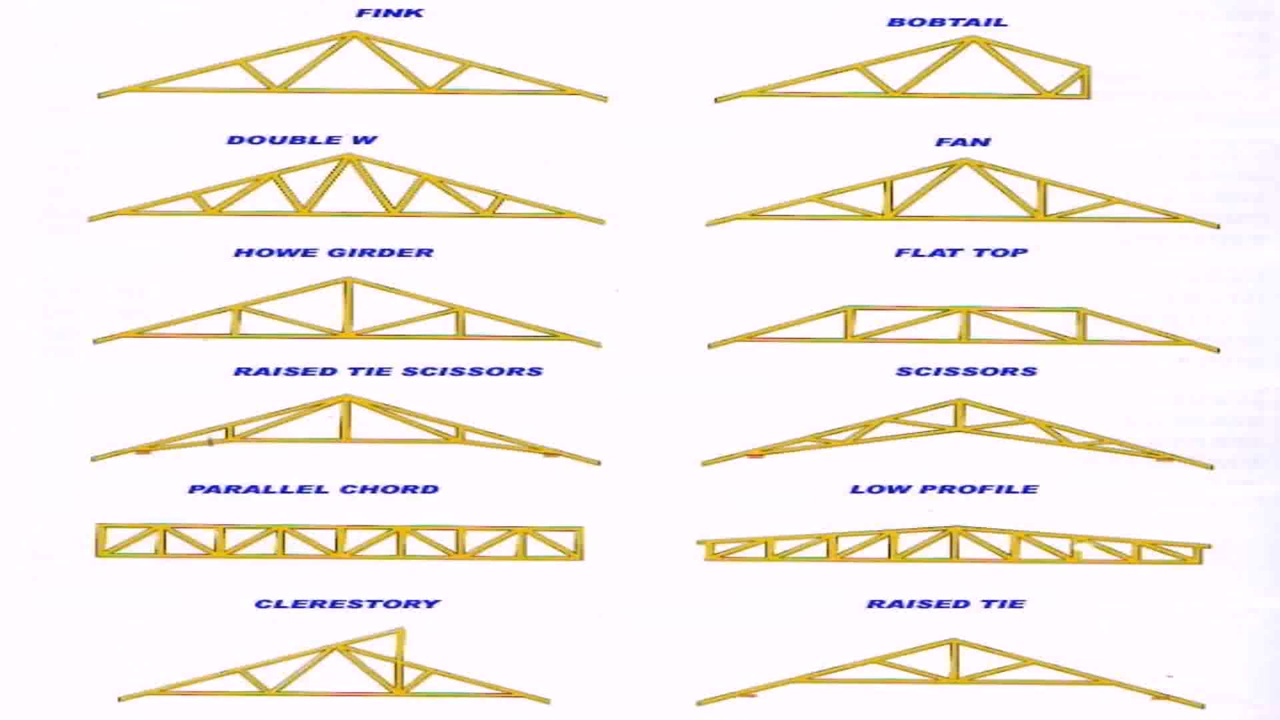 FINK
BOBTAIL
DOUBLE W
FAN
HOWE GIRDER
FLAT TOP
RAISED TIE SCISSORS
SCISSORS
PARALLEL CHORD
LOW PROFILE
CLERESTORY
RAISED TIE